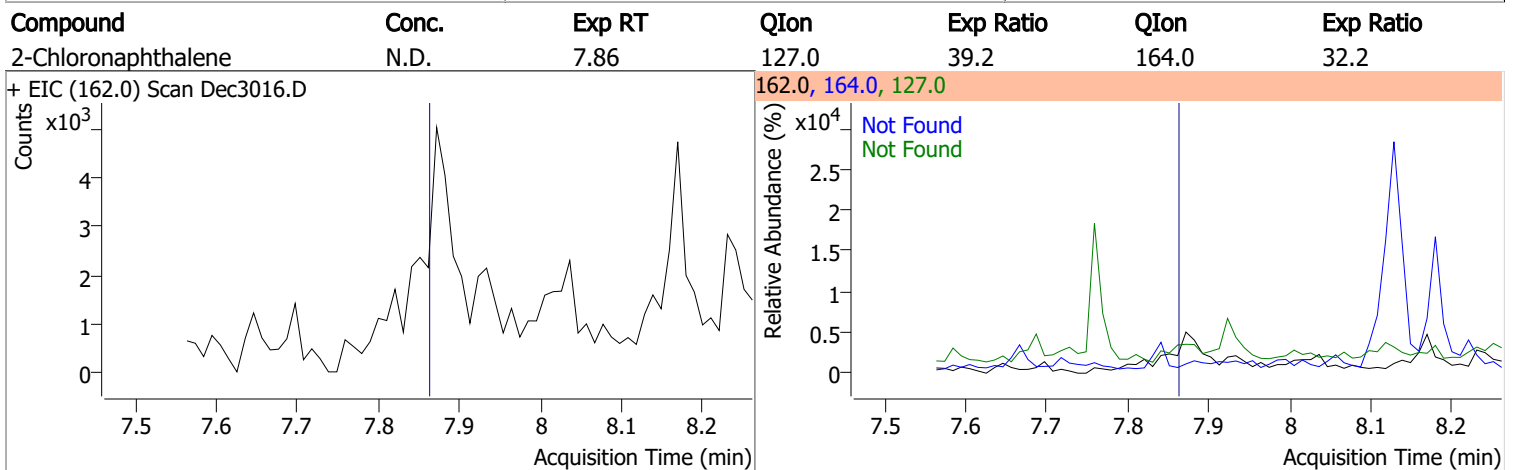 Compound Conc. Exp RT QIon Exp Ratio QIon Exp Ratio
2-Chloronaphthalene N.D. 7.86 127.0 39.2 164.0 32.2
+ EIC (162.0) Scan Dec3016.D
Counts
x10³
4
3
2
1
0
7.5 7.6 7.7 7.8 7.9 8 8.1 8.2
Acquisition Time (min)
162.0, 164.0, 127.0
Relative Abundance (%)
x10⁴
Not Found
Not Found
2.5
2
1.5
1
0.5
0
7.5 7.6 7.7 7.8 7.9 8 8.1 8.2
Acquisition Time (min)